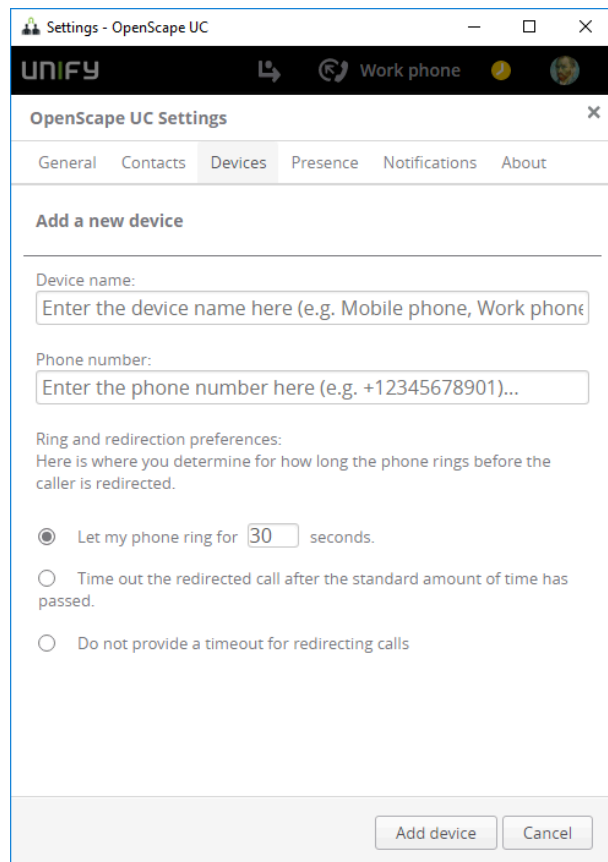 Settings - OpenScape UC
UNIFY Work phone
OpenScape UC Settings
General Contacts Devices Presence Notifications About
Add a new device
Device name:
Enter the device name here (e.g. Mobile phone, Work phone
Phone number:
Enter the phone number here (e.g. +12345678901)...
Ring and redirection preferences:
Here is where you determine for how long the phone rings before the
caller is redirected.
Let my phone ring for 30 seconds.
Time out the redirected call after the standard amount of time has
passed.
Do not provide a timeout for redirecting calls
Add device Cancel